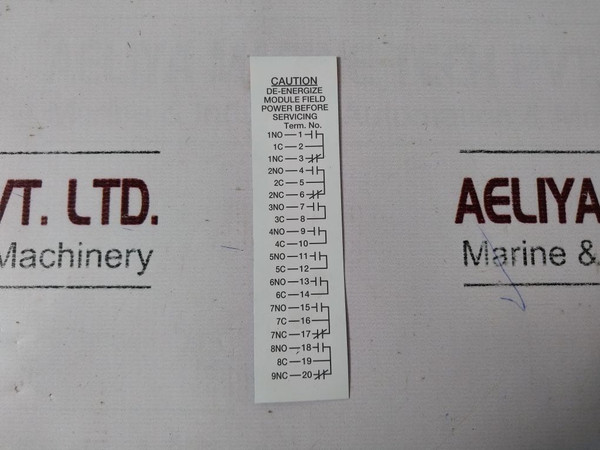 CAUTION
DE-ENERGIZE
MODULE FIELD
POWER BEFORE
SERVICING
Term. No.
1NO 1
1C 2
1NC 3
2NO 4
2C 5
2NC 6
3NO 7
3C 8
4NO 9
4C 10
5NO 11
5C 12
6NO 13
6C 14
7NO 15
7C 16
7NC 17
8NO 18
8C 19
9NC 20
VT. LTD.
Machinery
AELIYA
Marine &